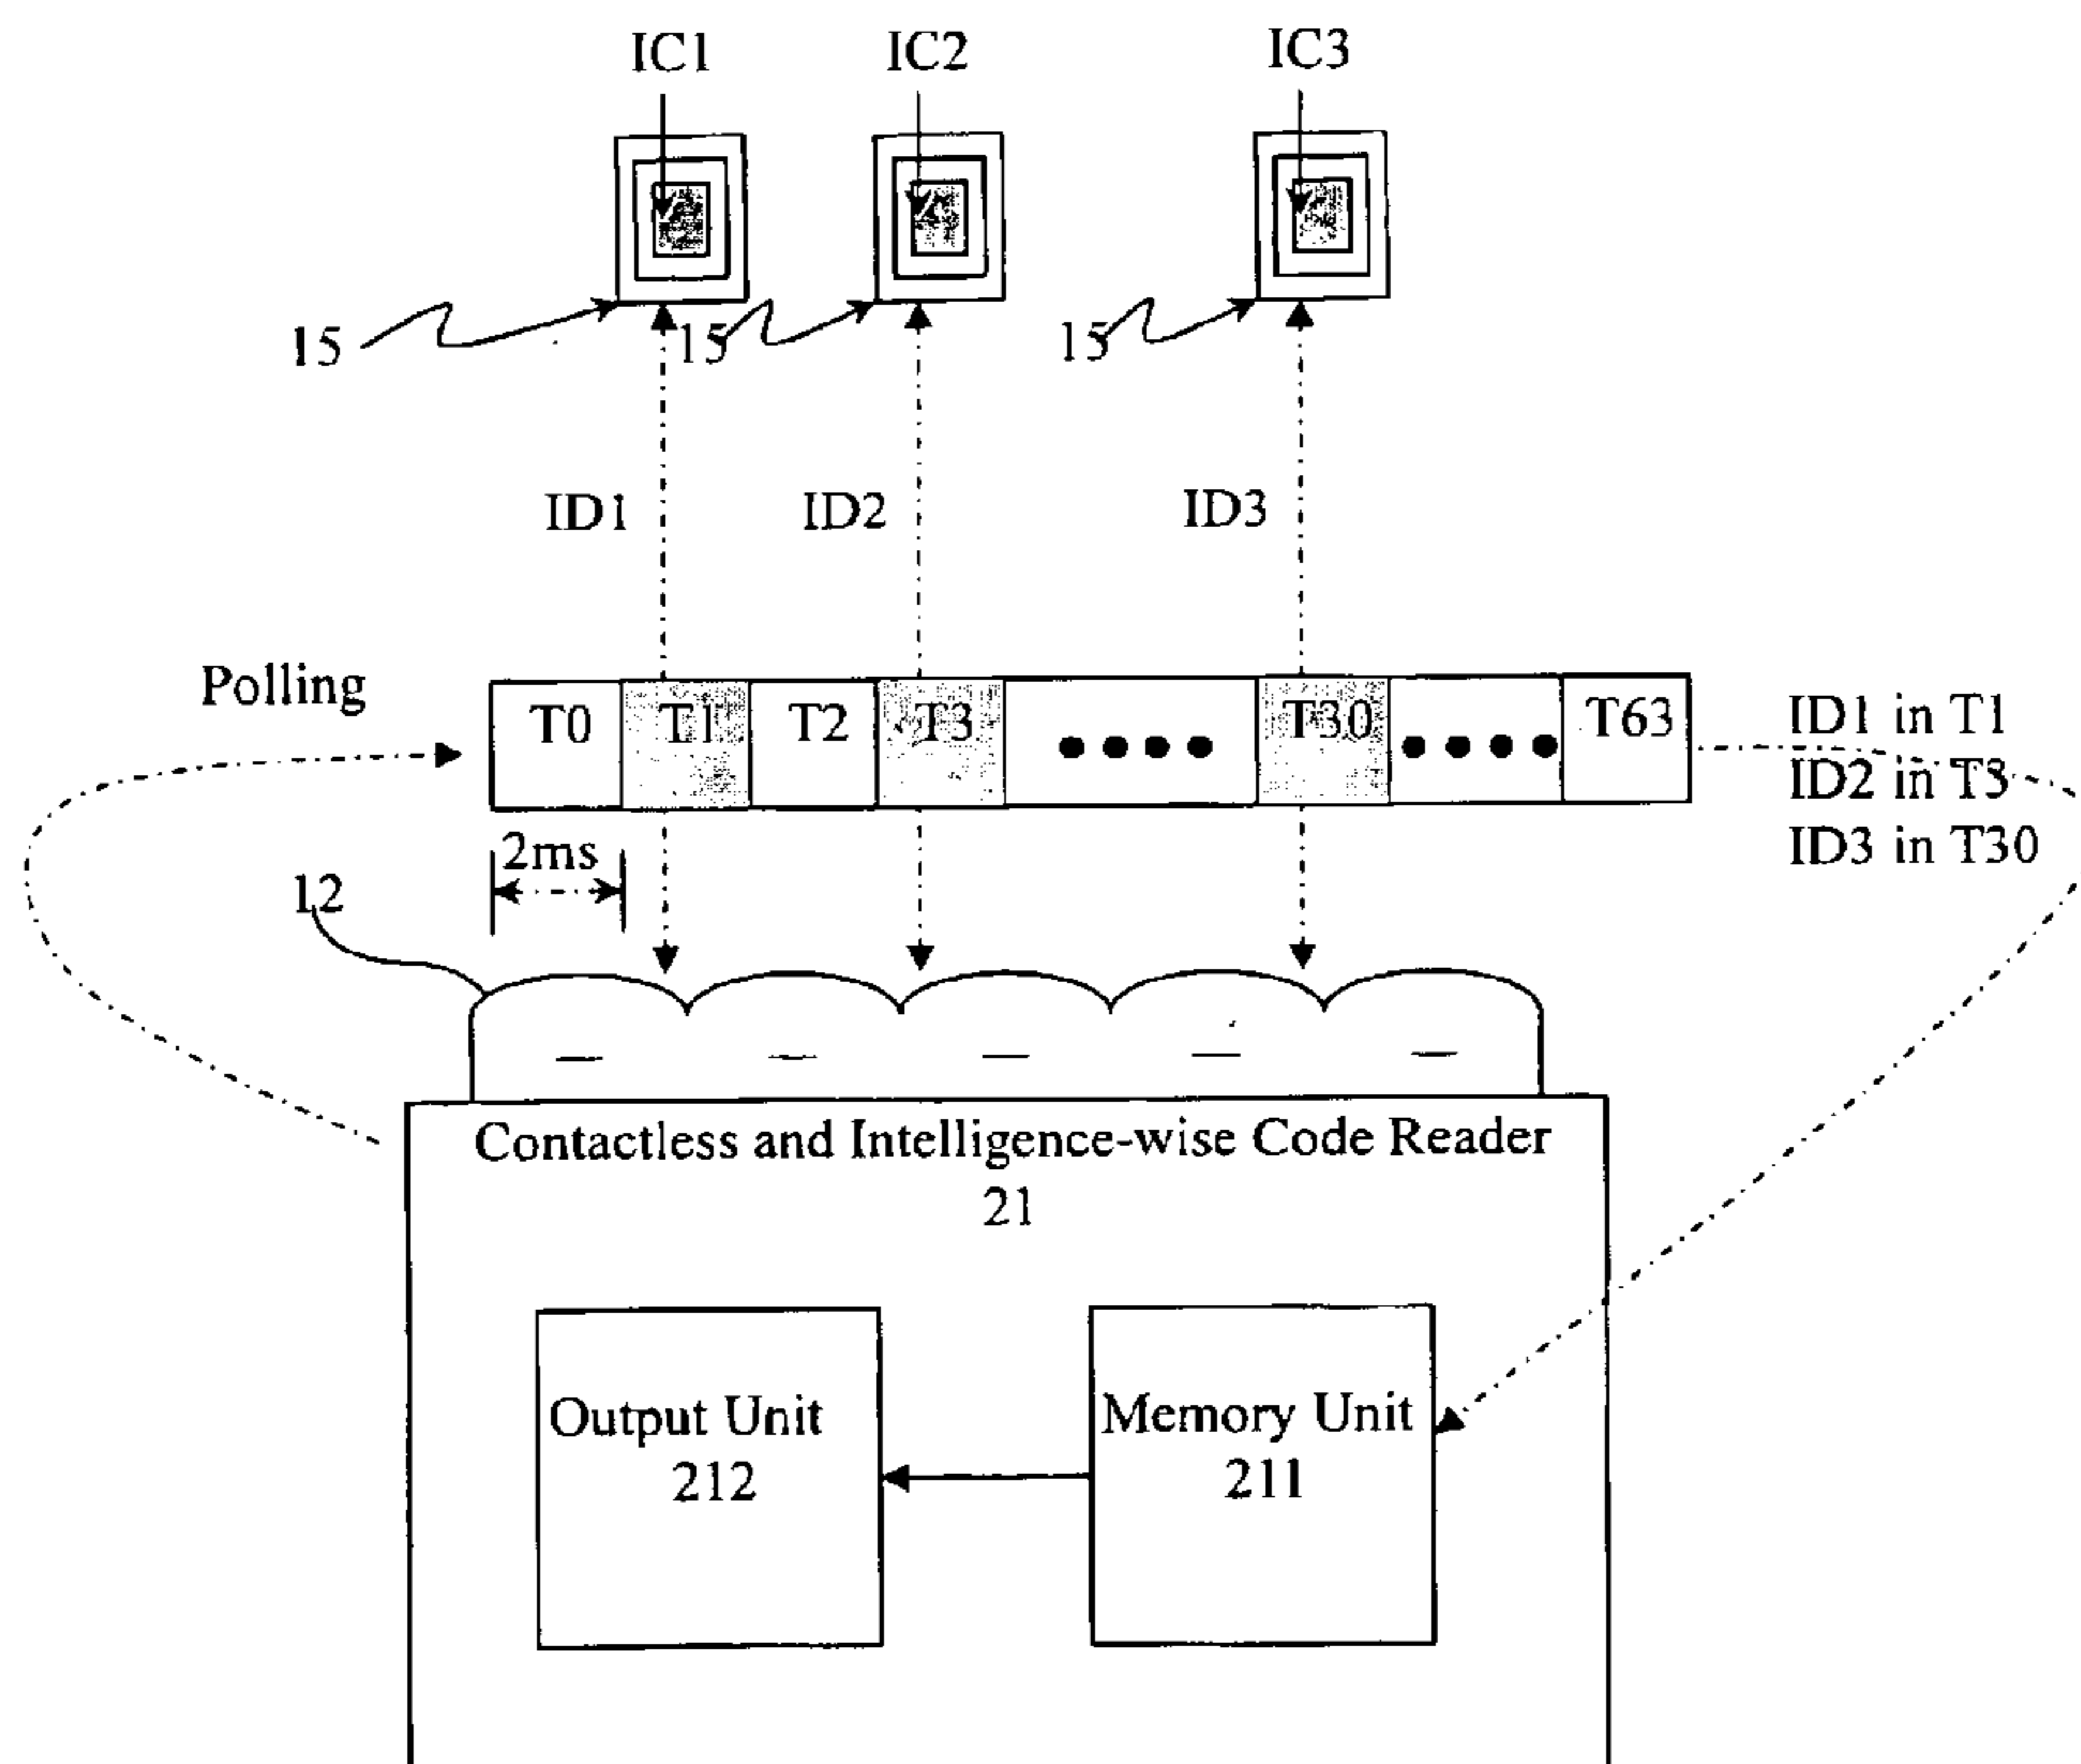 IC1 IC2 IC3
15 15 15
ID1 ID2 ID3
Polling
T0 T1 T2 T3 T30 T63
ID1 in T1
ID2 in T3
ID3 in T30
2ms
12
Contactless and Intelligence-wise Code Reader
21
Output Unit
212
Memory Unit
211